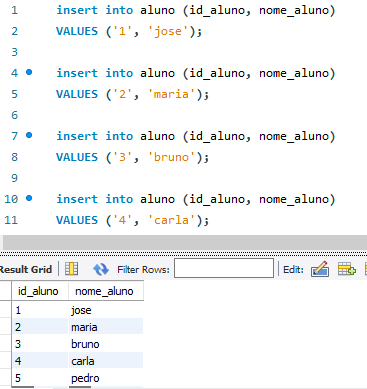 1 insert into aluno (id_aluno, nome_aluno)
2 VALUES ('1', 'jose');
3
4 insert into aluno (id_aluno, nome_aluno)
5 VALUES ('2', 'maria');
6
7 insert into aluno (id_aluno, nome_aluno)
8 VALUES ('3', 'bruno');
9
10 insert into aluno (id_aluno, nome_aluno)
11 VALUES ('4', 'carla');
Result Grid Filter Rows: Edit:
id_aluno nome_aluno
1 jose
2 maria
3 bruno
4 carla
5 pedro